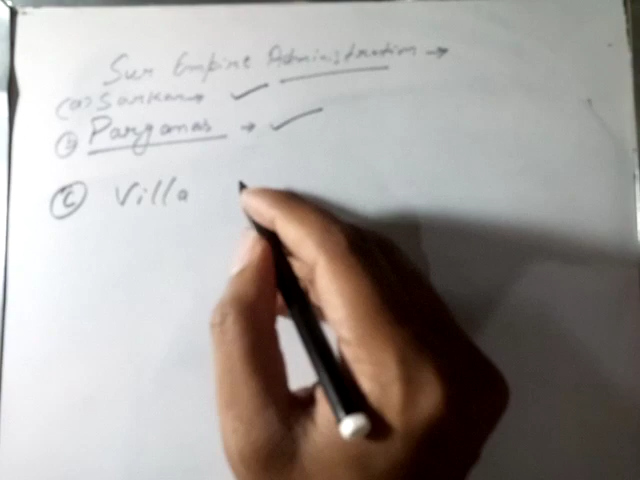 Sur Empire Administration →
(a) Sarkar → ✓
(b) Parganas → ✓
(c) Villa